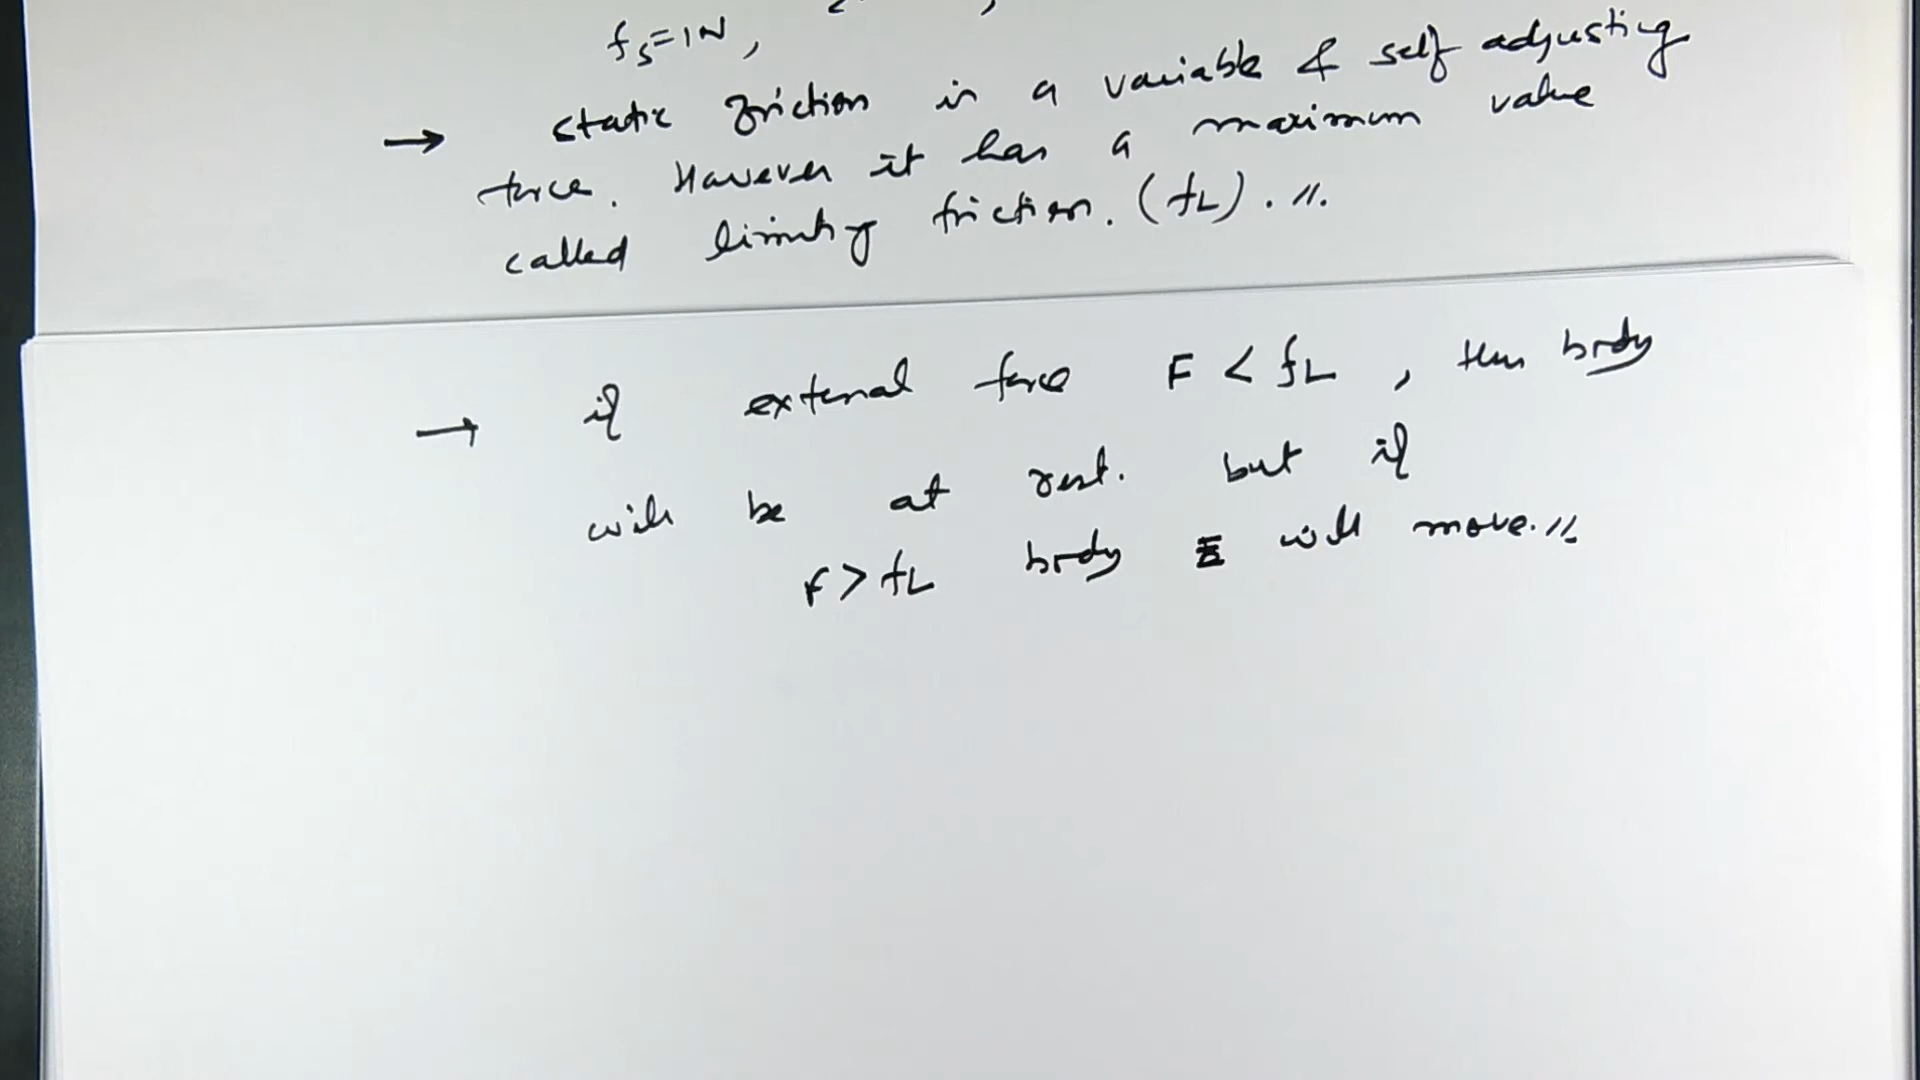 fs=1N,
→ static friction is a variable & self adjusting
force. However it has a maximum value
called limiting friction. (fL). //.
→ if external force F < fL, then body
will be at rest. but if
F > fL body will move. //.